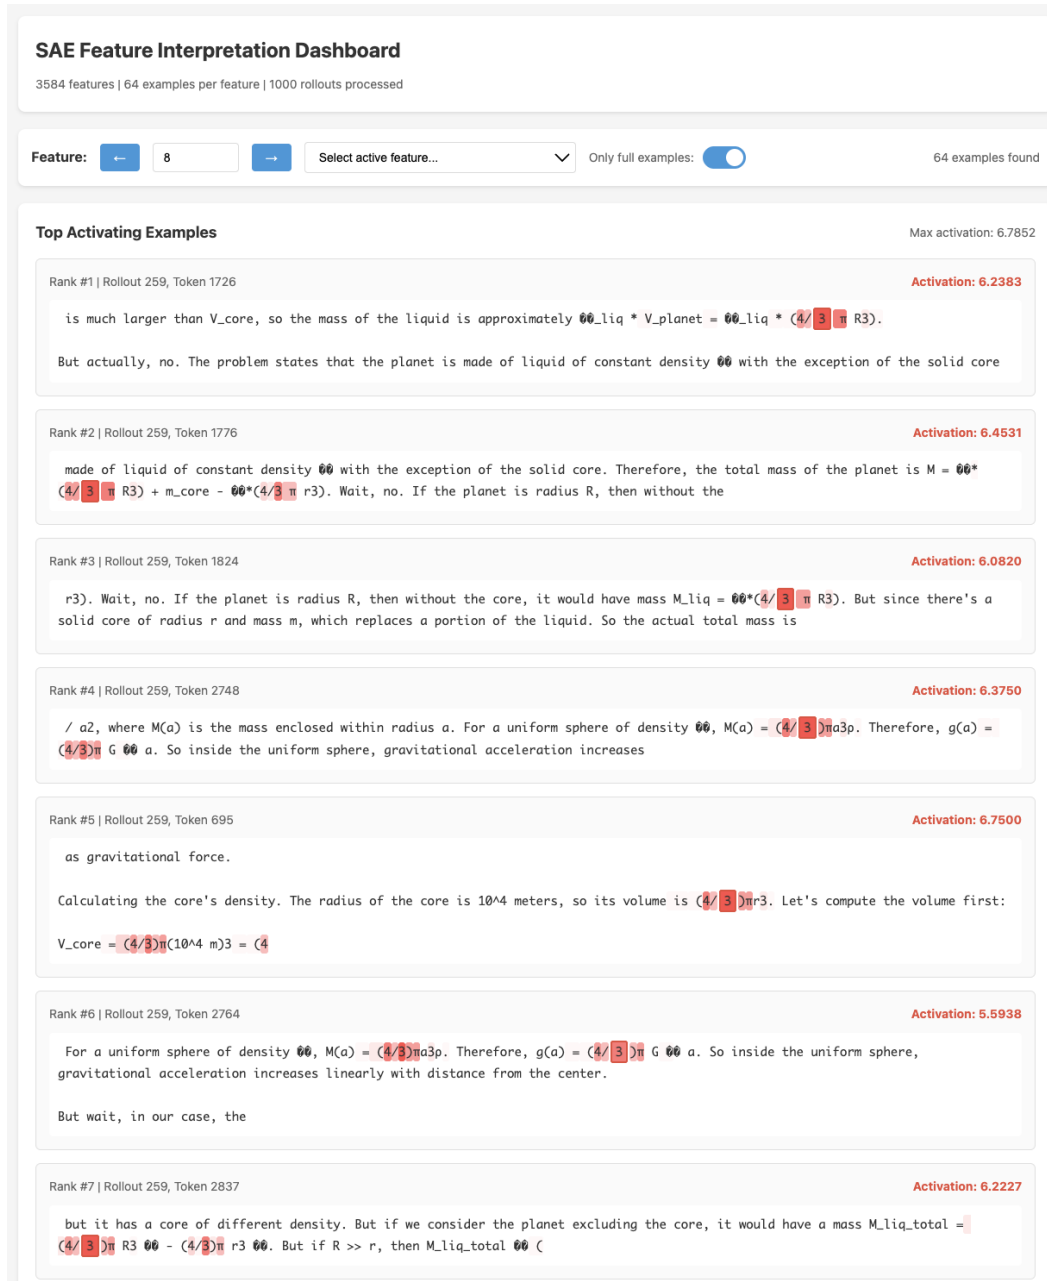 SAE Feature Interpretation Dashboard
3584 features | 64 examples per feature | 1000 rollouts processed
Feature: ← 8 → Select active feature... Only full examples: 64 examples found
Top Activating Examples Max activation: 6.7852
Rank #1 | Rollout 259, Token 1726 Activation: 6.2383
is much larger than V_core, so the mass of the liquid is approximately ��_liq * V_planet = ��_liq * (4/3 π R3).
But actually, no. The problem states that the planet is made of liquid of constant density �� with the exception of the solid core
Rank #2 | Rollout 259, Token 1776 Activation: 6.4531
made of liquid of constant density �� with the exception of the solid core. Therefore, the total mass of the planet is M = ��*
(4/3 π R3) + m_core - ��*(4/3 π r3). Wait, no. If the planet is radius R, then without the
Rank #3 | Rollout 259, Token 1824 Activation: 6.0820
r3). Wait, no. If the planet is radius R, then without the core, it would have mass M_liq = ��*(4/3 π R3). But since there's a
solid core of radius r and mass m, which replaces a portion of the liquid. So the actual total mass is
Rank #4 | Rollout 259, Token 2748 Activation: 6.3750
/ a2, where M(a) is the mass enclosed within radius a. For a uniform sphere of density ��, M(a) = (4/3)πa3ρ. Therefore, g(a) =
(4/3)π G �� a. So inside the uniform sphere, gravitational acceleration increases
Rank #5 | Rollout 259, Token 695 Activation: 6.7500
as gravitational force.
Calculating the core's density. The radius of the core is 10^4 meters, so its volume is (4/3)πr3. Let's compute the volume first:
V_core = (4/3)π(10^4 m)3 = (4
Rank #6 | Rollout 259, Token 2764 Activation: 5.5938
For a uniform sphere of density ��, M(a) = (4/3)πa3ρ. Therefore, g(a) = (4/3)π G �� a. So inside the uniform sphere,
gravitational acceleration increases linearly with distance from the center.
But wait, in our case, the
Rank #7 | Rollout 259, Token 2837 Activation: 6.2227
but it has a core of different density. But if we consider the planet excluding the core, it would have a mass M_liq_total =
(4/3)π R3 �� - (4/3)π r3 ��. But if R >> r, then M_liq_total �� (